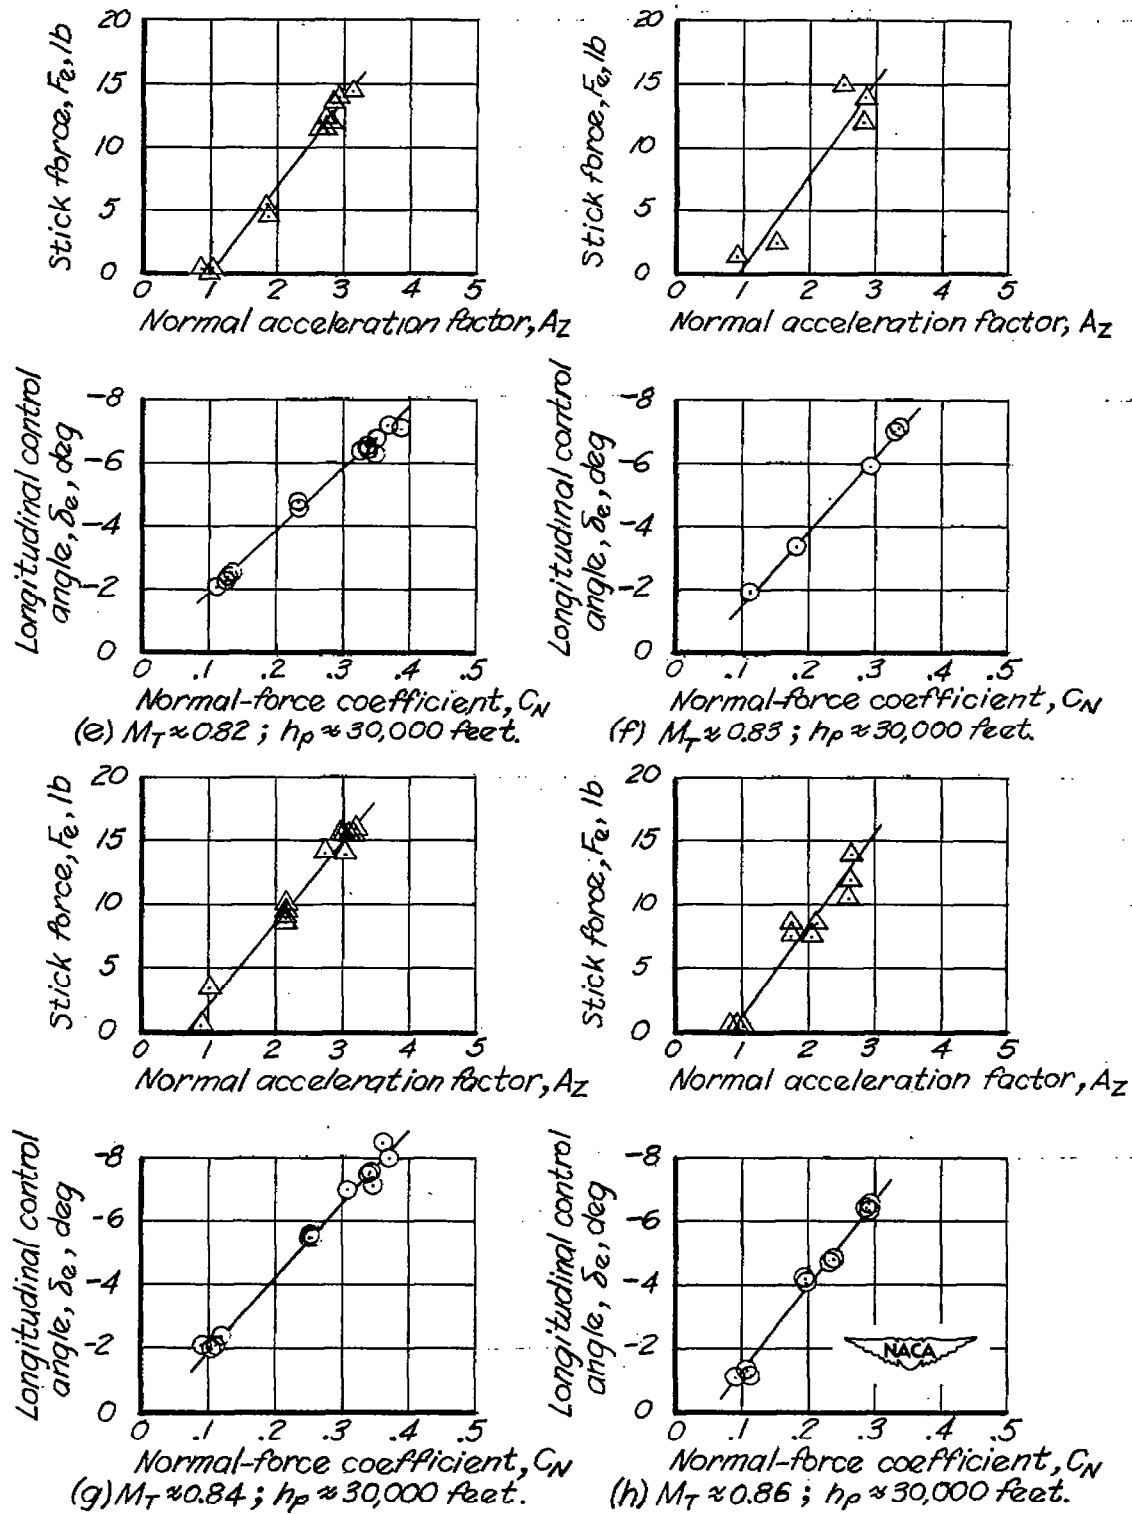 20
15
10
5
0
Stick force, Fe, lb
0 1 2 3 4 5
Normal acceleration factor, AZ
20
15
10
5
0
Stick force, Fe, lb
0 1 2 3 4 5
Normal acceleration factor, AZ
-8
-6
-4
-2
0
Longitudinal control
angle, δe, deg
0 .1 .2 .3 .4 .5
Normal-force coefficient, CN
(e) MT ≈ 0.82 ; hp ≈ 30,000 feet.
-8
-6
-4
-2
0
Longitudinal control
angle, δe, deg
0 .1 .2 .3 .4 .5
Normal-force coefficient, CN
(f) MT ≈ 0.83 ; hp ≈ 30,000 feet.
20
15
10
5
0
Stick force, Fe, lb
0 1 2 3 4 5
Normal acceleration factor, AZ
20
15
10
5
0
Stick force, Fe, lb
0 1 2 3 4 5
Normal acceleration factor, AZ
-8
-6
-4
-2
0
Longitudinal control
angle, δe, deg
0 .1 .2 .3 .4 .5
Normal-force coefficient, CN
(g) MT ≈ 0.84 ; hp ≈ 30,000 feet.
-8
-6
-4
-2
0
Longitudinal control
angle, δe, deg
NACA
0 .1 .2 .3 .4 .5
Normal-force coefficient, CN
(h) MT ≈ 0.86 ; hp ≈ 30,000 feet.